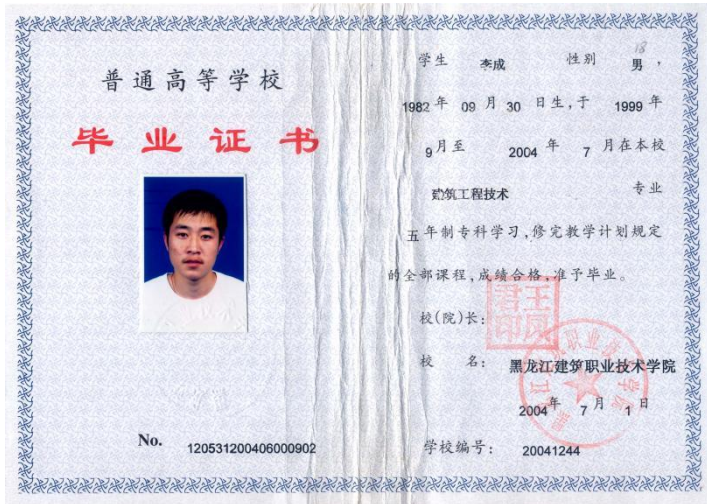 普通高等学校
毕业证书
No. 120531200406000902
18
学生 李成 性别 男，
1982 年 09 月 30 日生，于 1999 年
9 月至 2004 年 7 月在本校
建筑工程技术 专业
五 年制专科学习，修完教学计划规定
的全部课程，成绩合格，准予毕业。
校(院)长：
王凤君印
校 名： 黑龙江建筑职业技术学院
2004 年 7 月 1 日
学校编号： 20041244